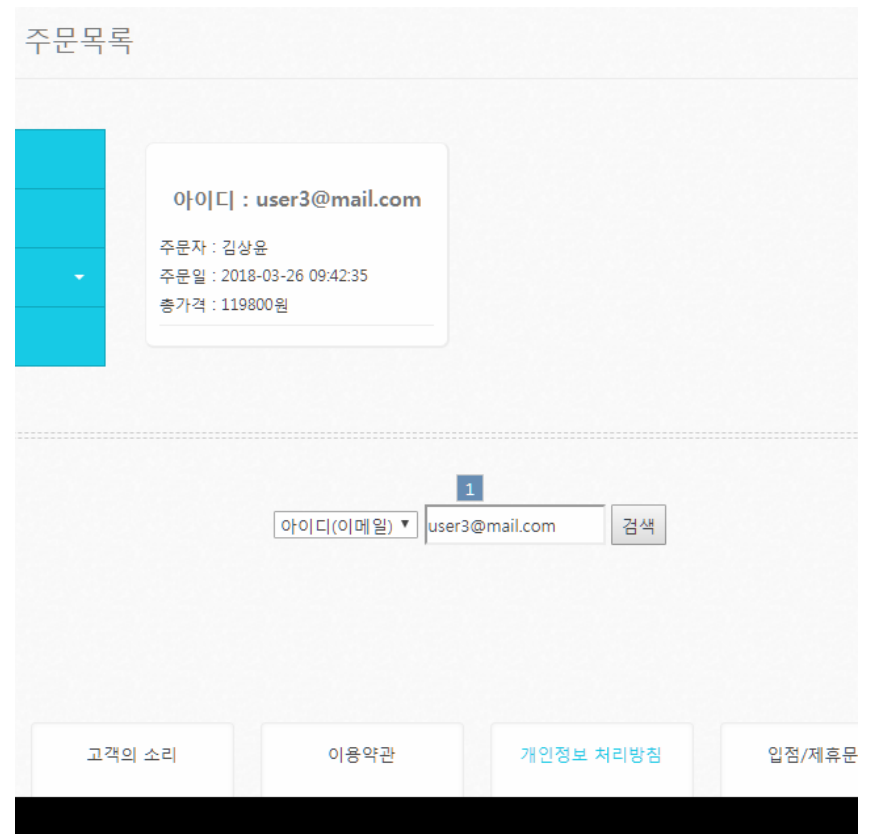 주문목록
아이디 : user3@mail.com
주문자 : 김상윤
주문일 : 2018-03-26 09:42:35
총가격 : 119800원
1
아이디(이메일) ▼ user3@mail.com 검색
고객의 소리 이용약관 개인정보 처리방침 입점/제휴문